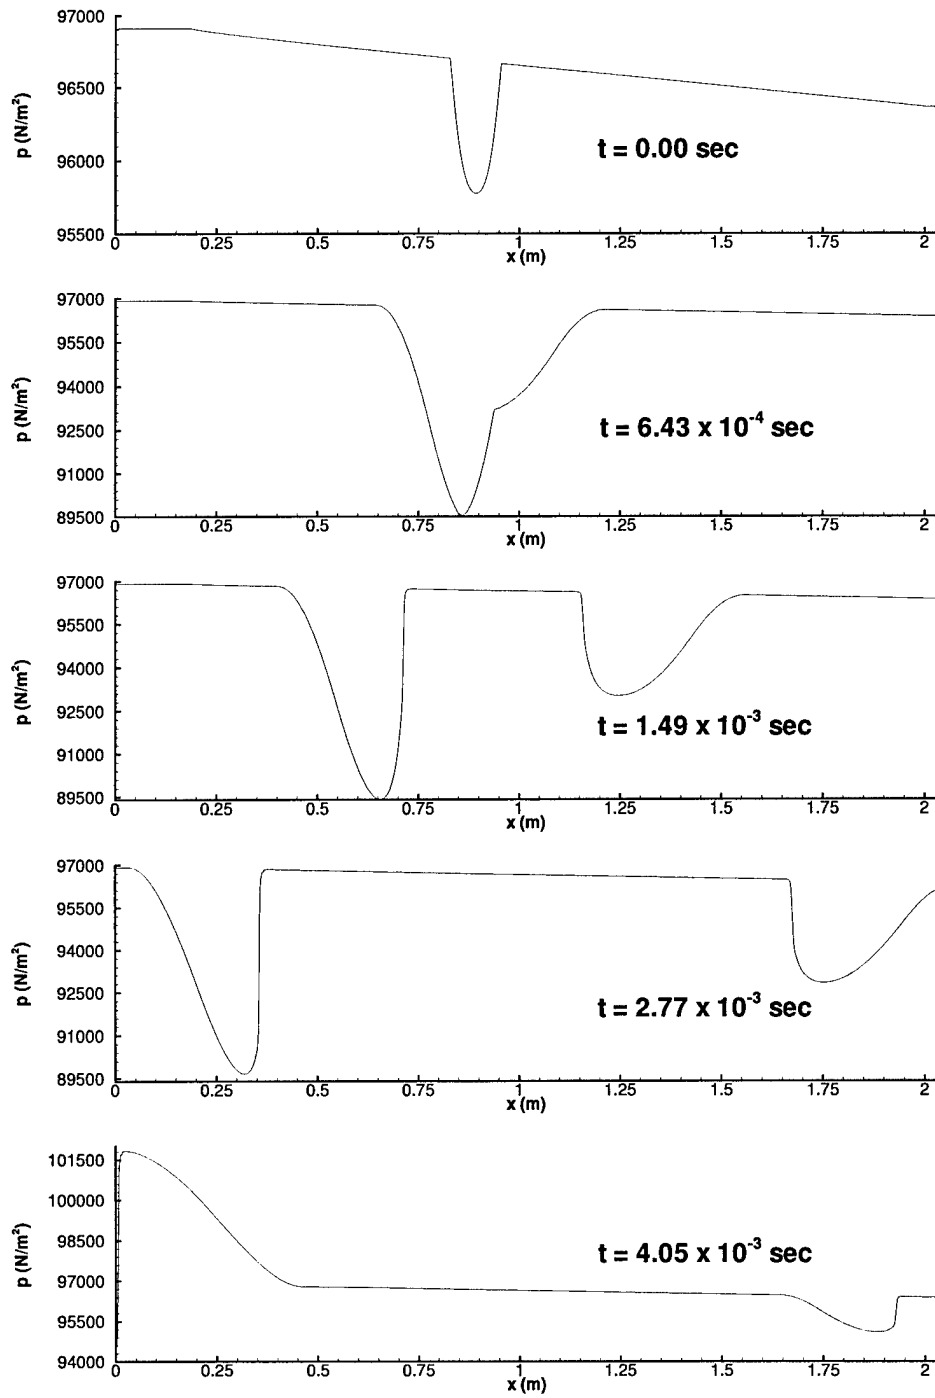 97000
96500
96000
95500
p (N/m²)
t = 0.00 sec
0 0.25 0.5 0.75 1 1.25 1.5 1.75 2
x (m)
97000
95500
94000
92500
91000
89500
p (N/m²)
t = 6.43 x 10⁻⁴ sec
0 0.25 0.5 0.75 1 1.25 1.5 1.75 2
x (m)
97000
95500
94000
92500
91000
89500
p (N/m²)
t = 1.49 x 10⁻³ sec
0 0.25 0.5 0.75 1 1.25 1.5 1.75 2
x (m)
97000
95500
94000
92500
91000
89500
p (N/m²)
t = 2.77 x 10⁻³ sec
0 0.25 0.5 0.75 1 1.25 1.5 1.75 2
x (m)
101500
100000
98500
97000
95500
94000
p (N/m²)
t = 4.05 x 10⁻³ sec
0 0.25 0.5 0.75 1 1.25 1.5 1.75 2
x (m)